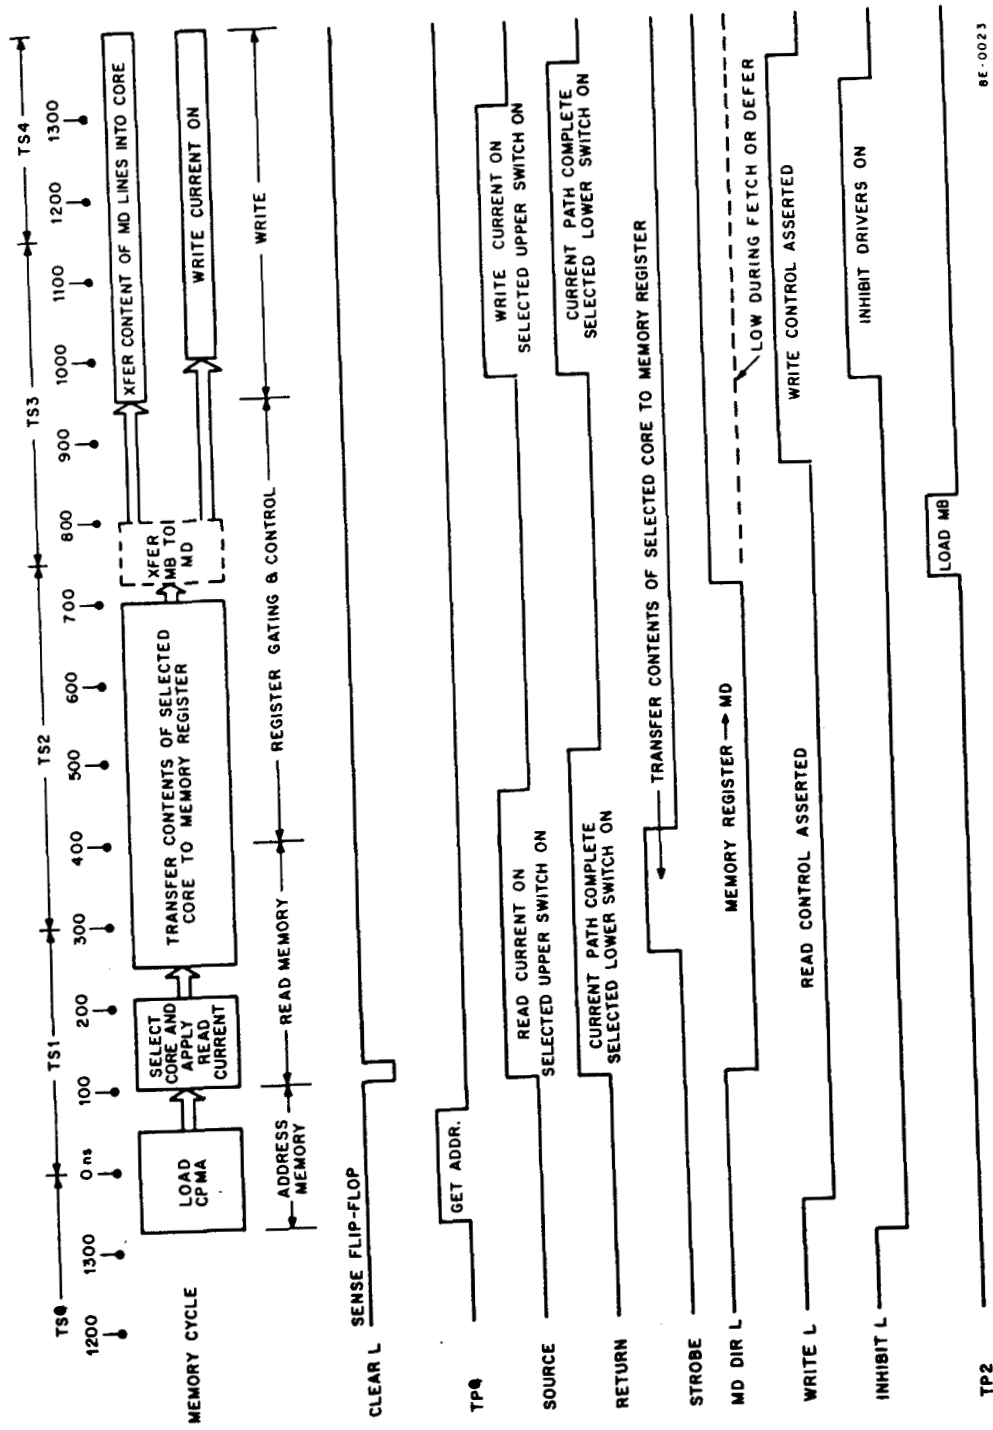 TS4 TS1 TS2 TS3 TS4
1200 1300 0 ns 100 200 300 400 500 600 700 800 900 1000 1100 1200 1300
MEMORY CYCLE
LOAD
CPMA
SELECT
CORE AND
APPLY
READ
CURRENT
TRANSFER CONTENTS OF SELECTED
CORE TO MEMORY REGISTER
XFER
MB TO
MD
XFER CONTENT OF MD LINES INTO CORE
WRITE CURRENT ON
ADDRESS
MEMORY
READ MEMORY
REGISTER GATING & CONTROL
WRITE
SENSE FLIP-FLOP
CLEAR L
TP4
GET ADDR.
SOURCE
READ CURRENT ON
SELECTED UPPER SWITCH ON
WRITE CURRENT ON
SELECTED UPPER SWITCH ON
RETURN
CURRENT PATH COMPLETE
SELECTED LOWER SWITCH ON
CURRENT PATH COMPLETE
SELECTED LOWER SWITCH ON
STROBE
TRANSFER CONTENTS OF SELECTED CORE TO MEMORY REGISTER
MD DIR L
MEMORY REGISTER → MD
LOW DURING FETCH OR DEFER
WRITE L
READ CONTROL ASSERTED
WRITE CONTROL ASSERTED
INHIBIT L
INHIBIT DRIVERS ON
TP2
LOAD MB
8E-0023